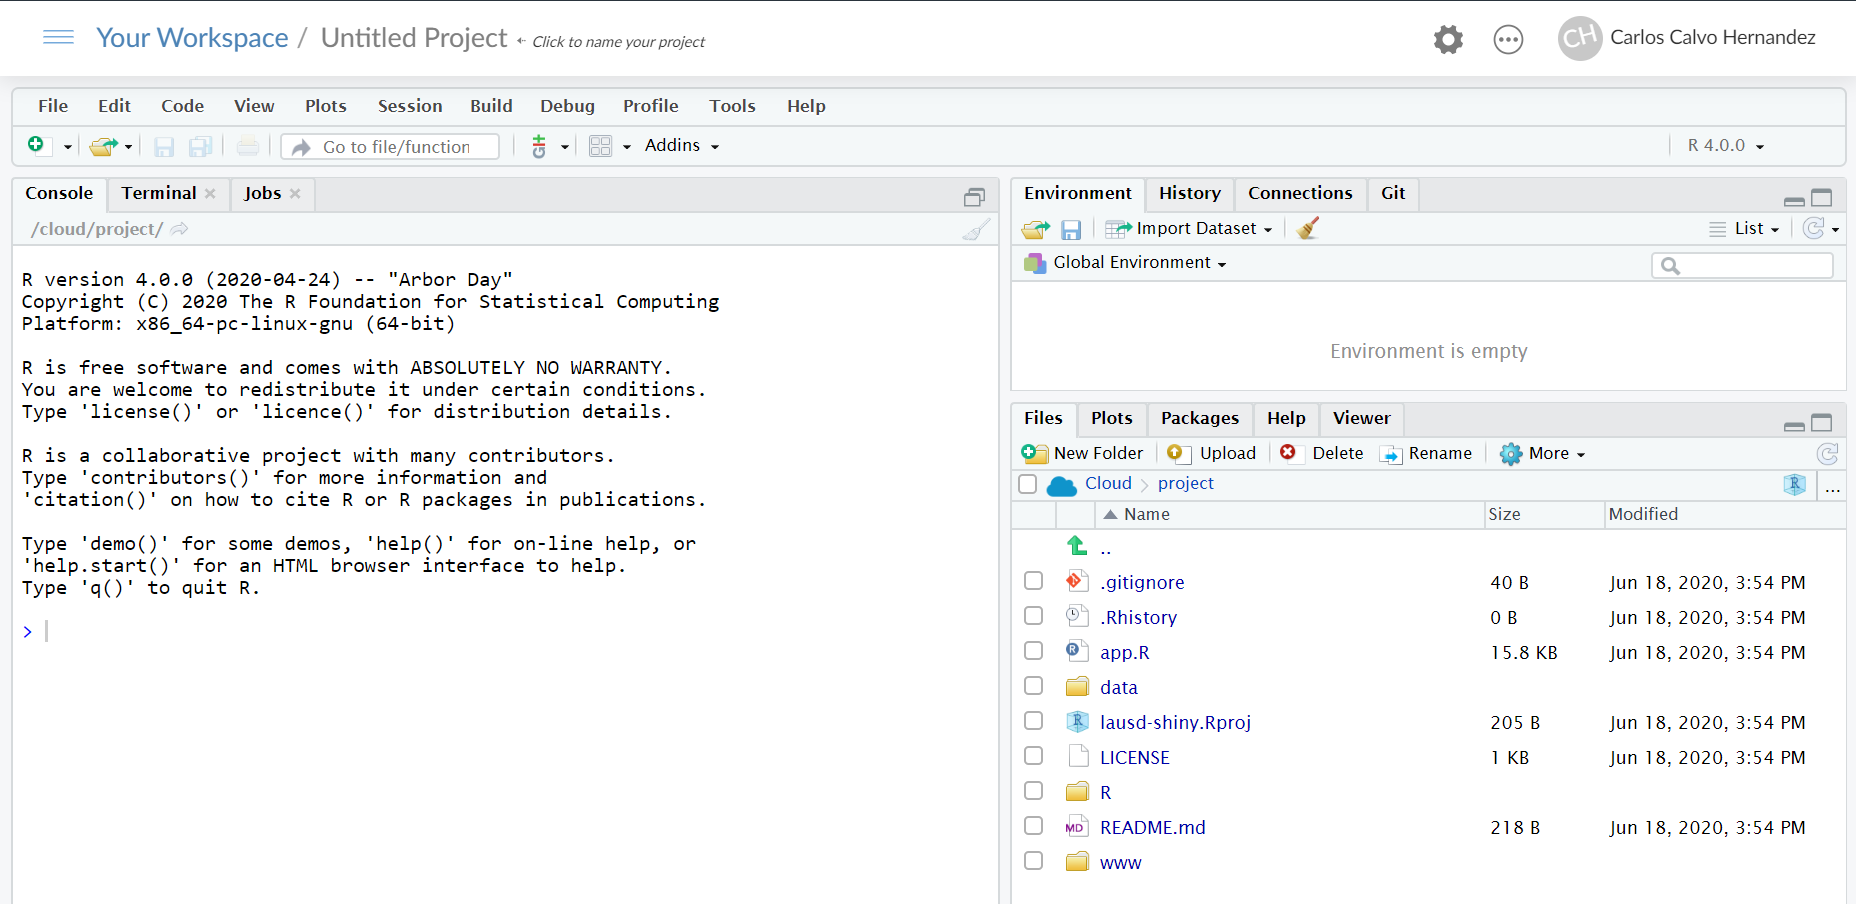 Your Workspace / Untitled Project ← Click to name your project
CH Carlos Calvo Hernandez
File Edit Code View Plots Session Build Debug Profile Tools Help
Go to file/function Addins R 4.0.0
Console Terminal Jobs
/cloud/project/
R version 4.0.0 (2020-04-24) -- "Arbor Day"
Copyright (C) 2020 The R Foundation for Statistical Computing
Platform: x86_64-pc-linux-gnu (64-bit)
R is free software and comes with ABSOLUTELY NO WARRANTY.
You are welcome to redistribute it under certain conditions.
Type 'license()' or 'licence()' for distribution details.
R is a collaborative project with many contributors.
Type 'contributors()' for more information and
'citation()' on how to cite R or R packages in publications.
Type 'demo()' for some demos, 'help()' for on-line help, or
'help.start()' for an HTML browser interface to help.
Type 'q()' to quit R.
>
Environment History Connections Git
Import Dataset List
Global Environment
Environment is empty
Files Plots Packages Help Viewer
New Folder Upload Delete Rename More
Cloud project ...
Name Size Modified
..
.gitignore 40 B Jun 18, 2020, 3:54 PM
.Rhistory 0 B Jun 18, 2020, 3:54 PM
app.R 15.8 KB Jun 18, 2020, 3:54 PM
data
lausd-shiny.Rproj 205 B Jun 18, 2020, 3:54 PM
LICENSE 1 KB Jun 18, 2020, 3:54 PM
R
MD README.md 218 B Jun 18, 2020, 3:54 PM
www